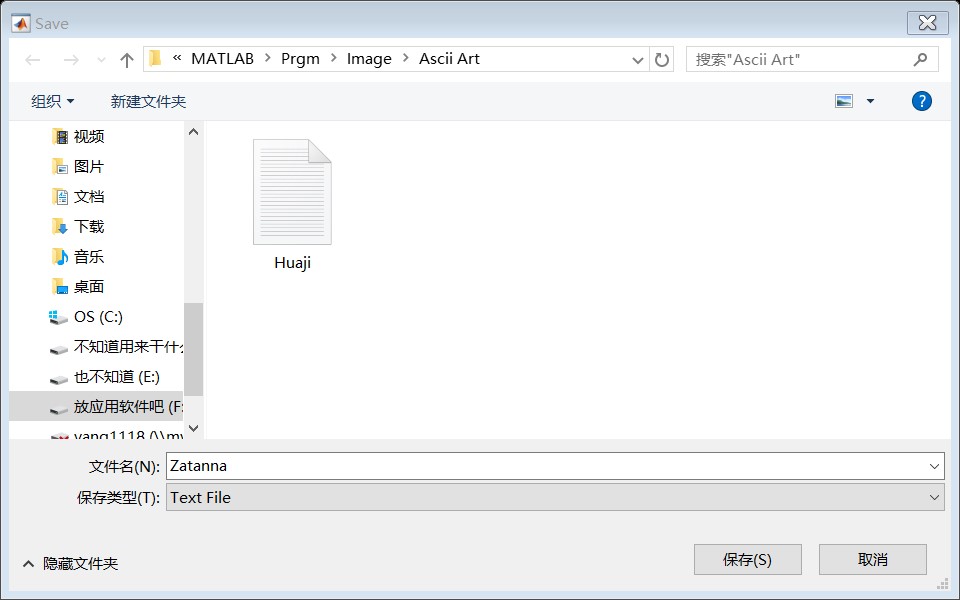 Save
« MATLAB > Prgm > Image > Ascii Art
搜索"Ascii Art"
组织
新建文件夹
?
视频
图片
文档
下载
音乐
桌面
OS (C:)
不知道用来干什
也不知道 (E:)
放应用软件吧 (F:
Huaji
文件名(N): Zatanna
保存类型(T): Text File
隐藏文件夹
保存(S)
取消